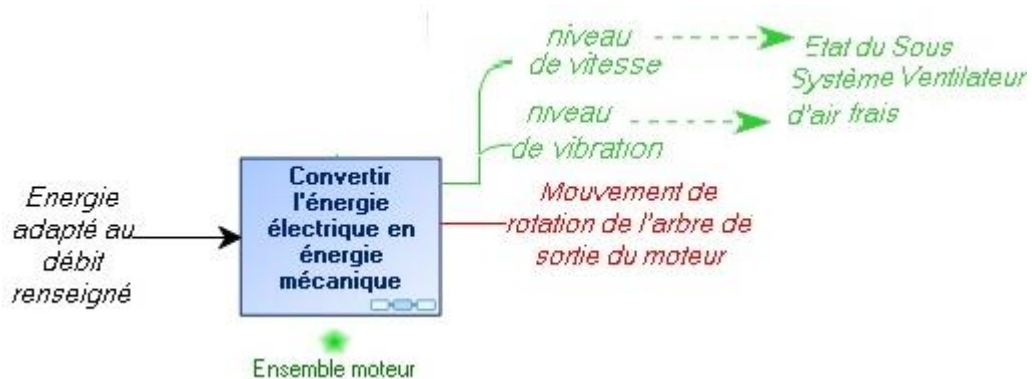 niveau
de vitesse
Etat du Sous
Système Ventilateur
d'air frais
niveau
de vibration
Convertir
l'énergie
électrique en
énergie
mécanique
Mouvement de
rotation de l'arbre de
sortie du moteur
Energie
adapté au
débit
renseigné
Ensemble moteur